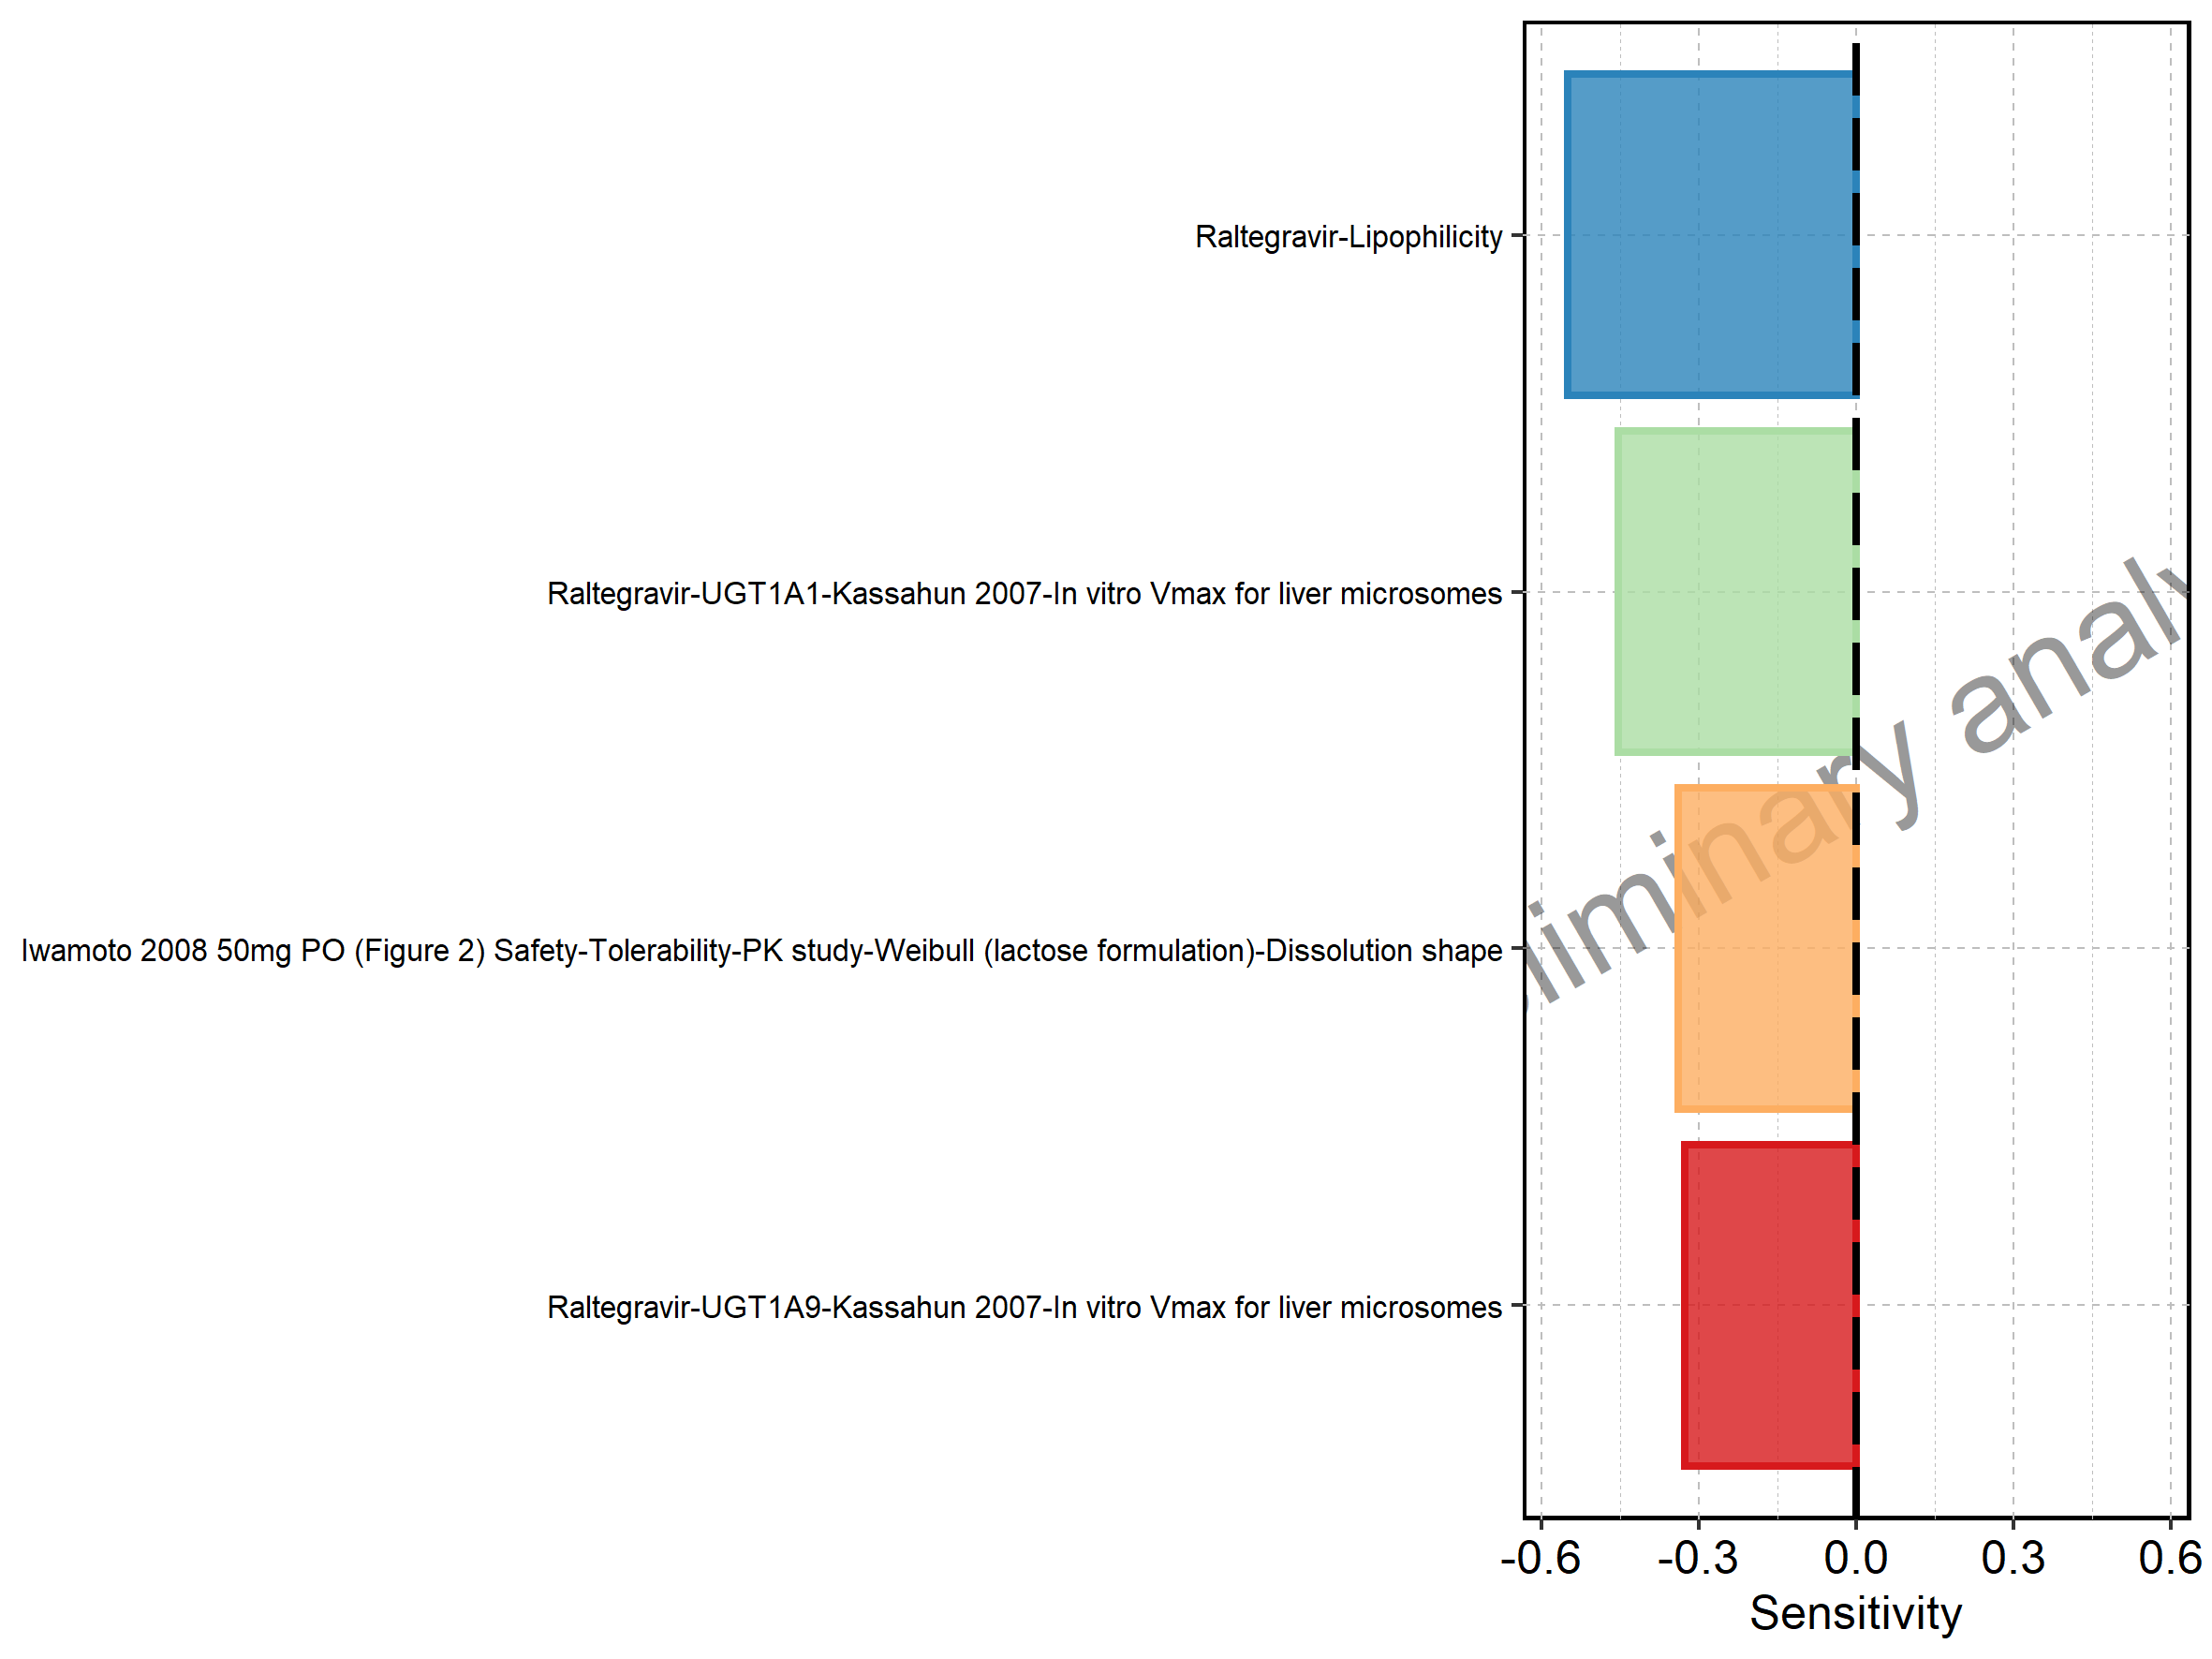 Raltegravir-Lipophilicity
Raltegravir-UGT1A1-Kassahun 2007-In vitro Vmax for liver microsomes
Iwamoto 2008 50mg PO (Figure 2) Safety-Tolerability-PK study-Weibull (lactose formulation)-Dissolution shape
Raltegravir-UGT1A9-Kassahun 2007-In vitro Vmax for liver microsomes
-0.6 -0.3 0.0 0.3 0.6
Sensitivity